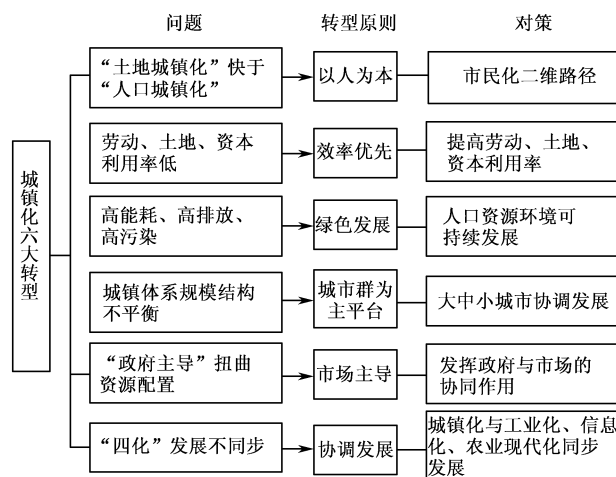 问题 转型原则 对策
“土地城镇化”快于
“人口城镇化”
以人为本
市民化二维路径
劳动、土地、资本
利用率低
效率优先
提高劳动、土地、
资本利用率
高能耗、高排放、
高污染
绿色发展
人口资源环境可
持续发展
城镇化六大转型
城镇体系规模结构
不平衡
城市群为
主平台
大中小城市协调发展
“政府主导”扭曲
资源配置
市场主导
发挥政府与市场的
协同作用
“四化”发展不同步
协调发展
城镇化与工业化、信息
化、农业现代化同步
发展